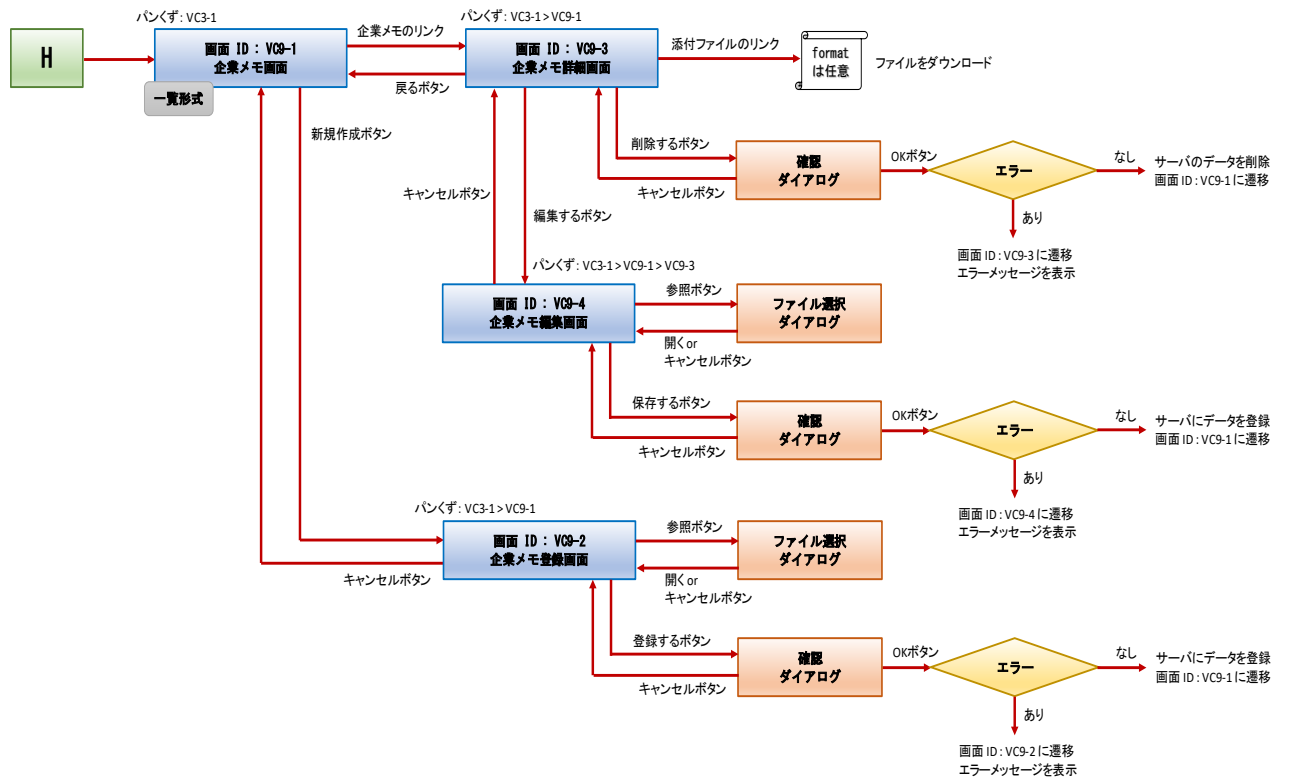 パンくず: VC3-1
パンくず: VC3-1 > VC9-1
H
画面 ID : VC9-1
企業メモ画面
一覧形式
企業メモのリンク
戻るボタン
画面 ID : VC9-3
企業メモ詳細画面
添付ファイルのリンク
format
は任意
ファイルをダウンロード
新規作成ボタン
削除するボタン
キャンセルボタン
確認
ダイアログ
OKボタン
エラー
なし
サーバのデータを削除
画面 ID : VC9-1 に遷移
あり
画面 ID : VC9-3 に遷移
エラーメッセージを表示
キャンセルボタン
編集するボタン
パンくず: VC3-1 > VC9-1 > VC9-3
画面 ID : VC9-4
企業メモ編集画面
参照ボタン
開く or
キャンセルボタン
ファイル選択
ダイアログ
保存するボタン
キャンセルボタン
確認
ダイアログ
OKボタン
エラー
なし
サーバにデータを登録
画面 ID : VC9-1 に遷移
あり
画面 ID : VC9-4 に遷移
エラーメッセージを表示
パンくず: VC3-1 > VC9-1
画面 ID : VC9-2
企業メモ登録画面
キャンセルボタン
参照ボタン
開く or
キャンセルボタン
ファイル選択
ダイアログ
登録するボタン
キャンセルボタン
確認
ダイアログ
OKボタン
エラー
なし
サーバにデータを登録
画面 ID : VC9-1 に遷移
あり
画面 ID : VC9-2 に遷移
エラーメッセージを表示